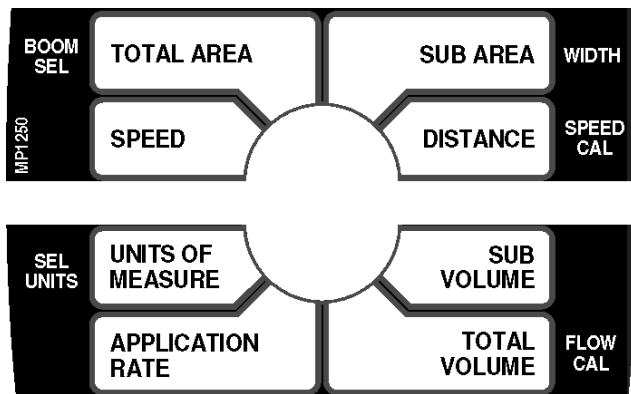 BOOM
SEL
TOTAL AREA
SUB AREA
WIDTH
MP1250
SPEED
DISTANCE
SPEED
CAL
SEL
UNITS
UNITS OF
MEASURE
SUB
VOLUME
APPLICATION
RATE
TOTAL
VOLUME
FLOW
CAL